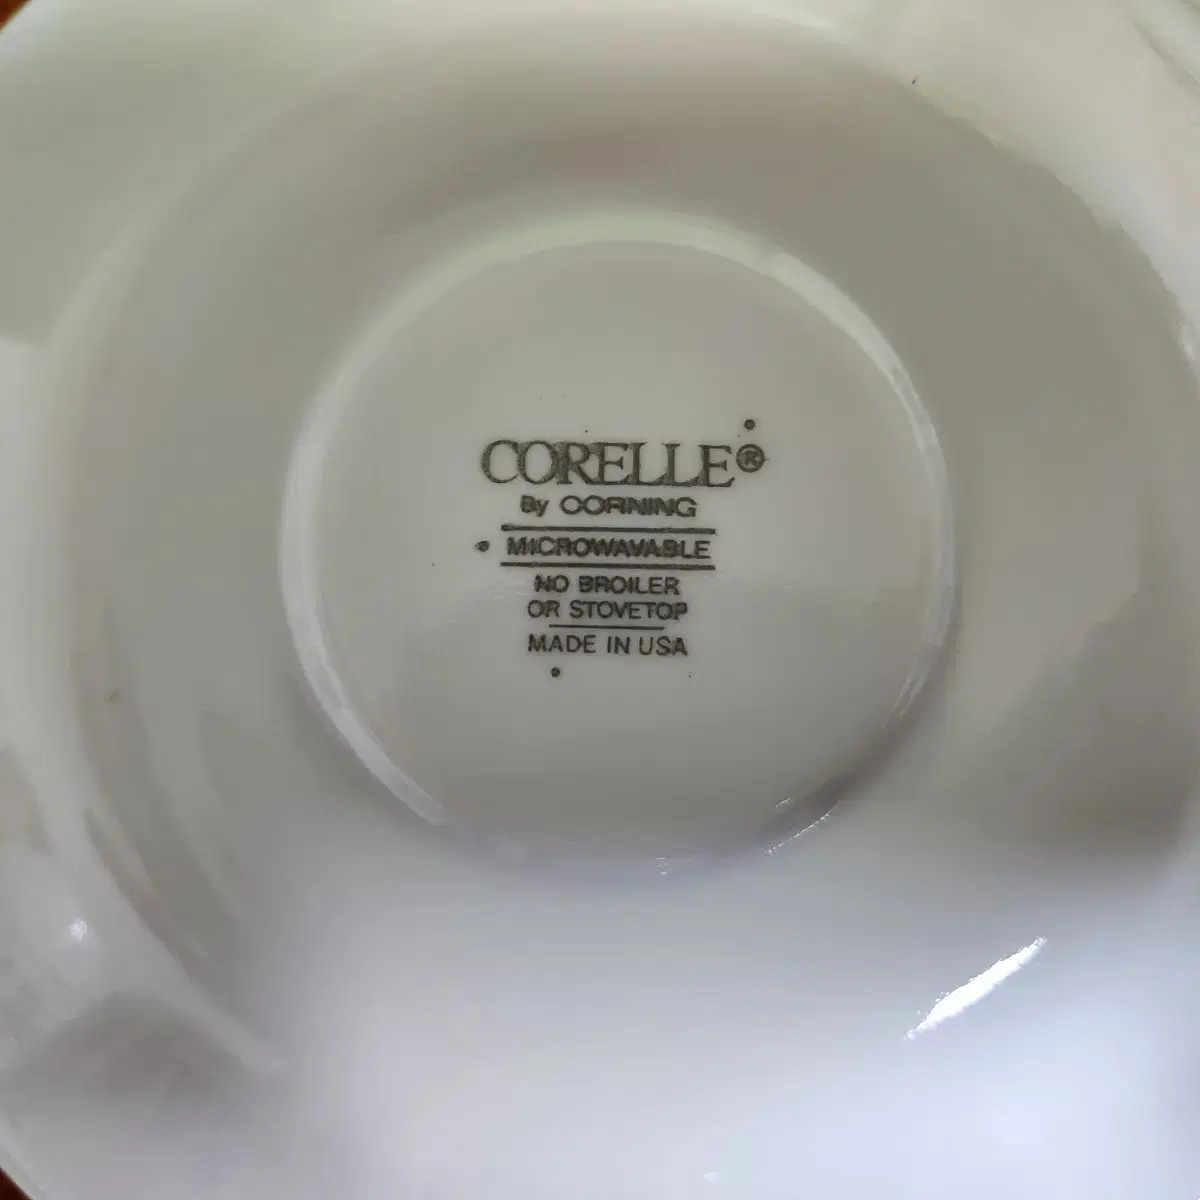 CORELLE®
By CORNING
MICROWAVABLE
NO BROILER
OR STOVETOP
MADE IN USA